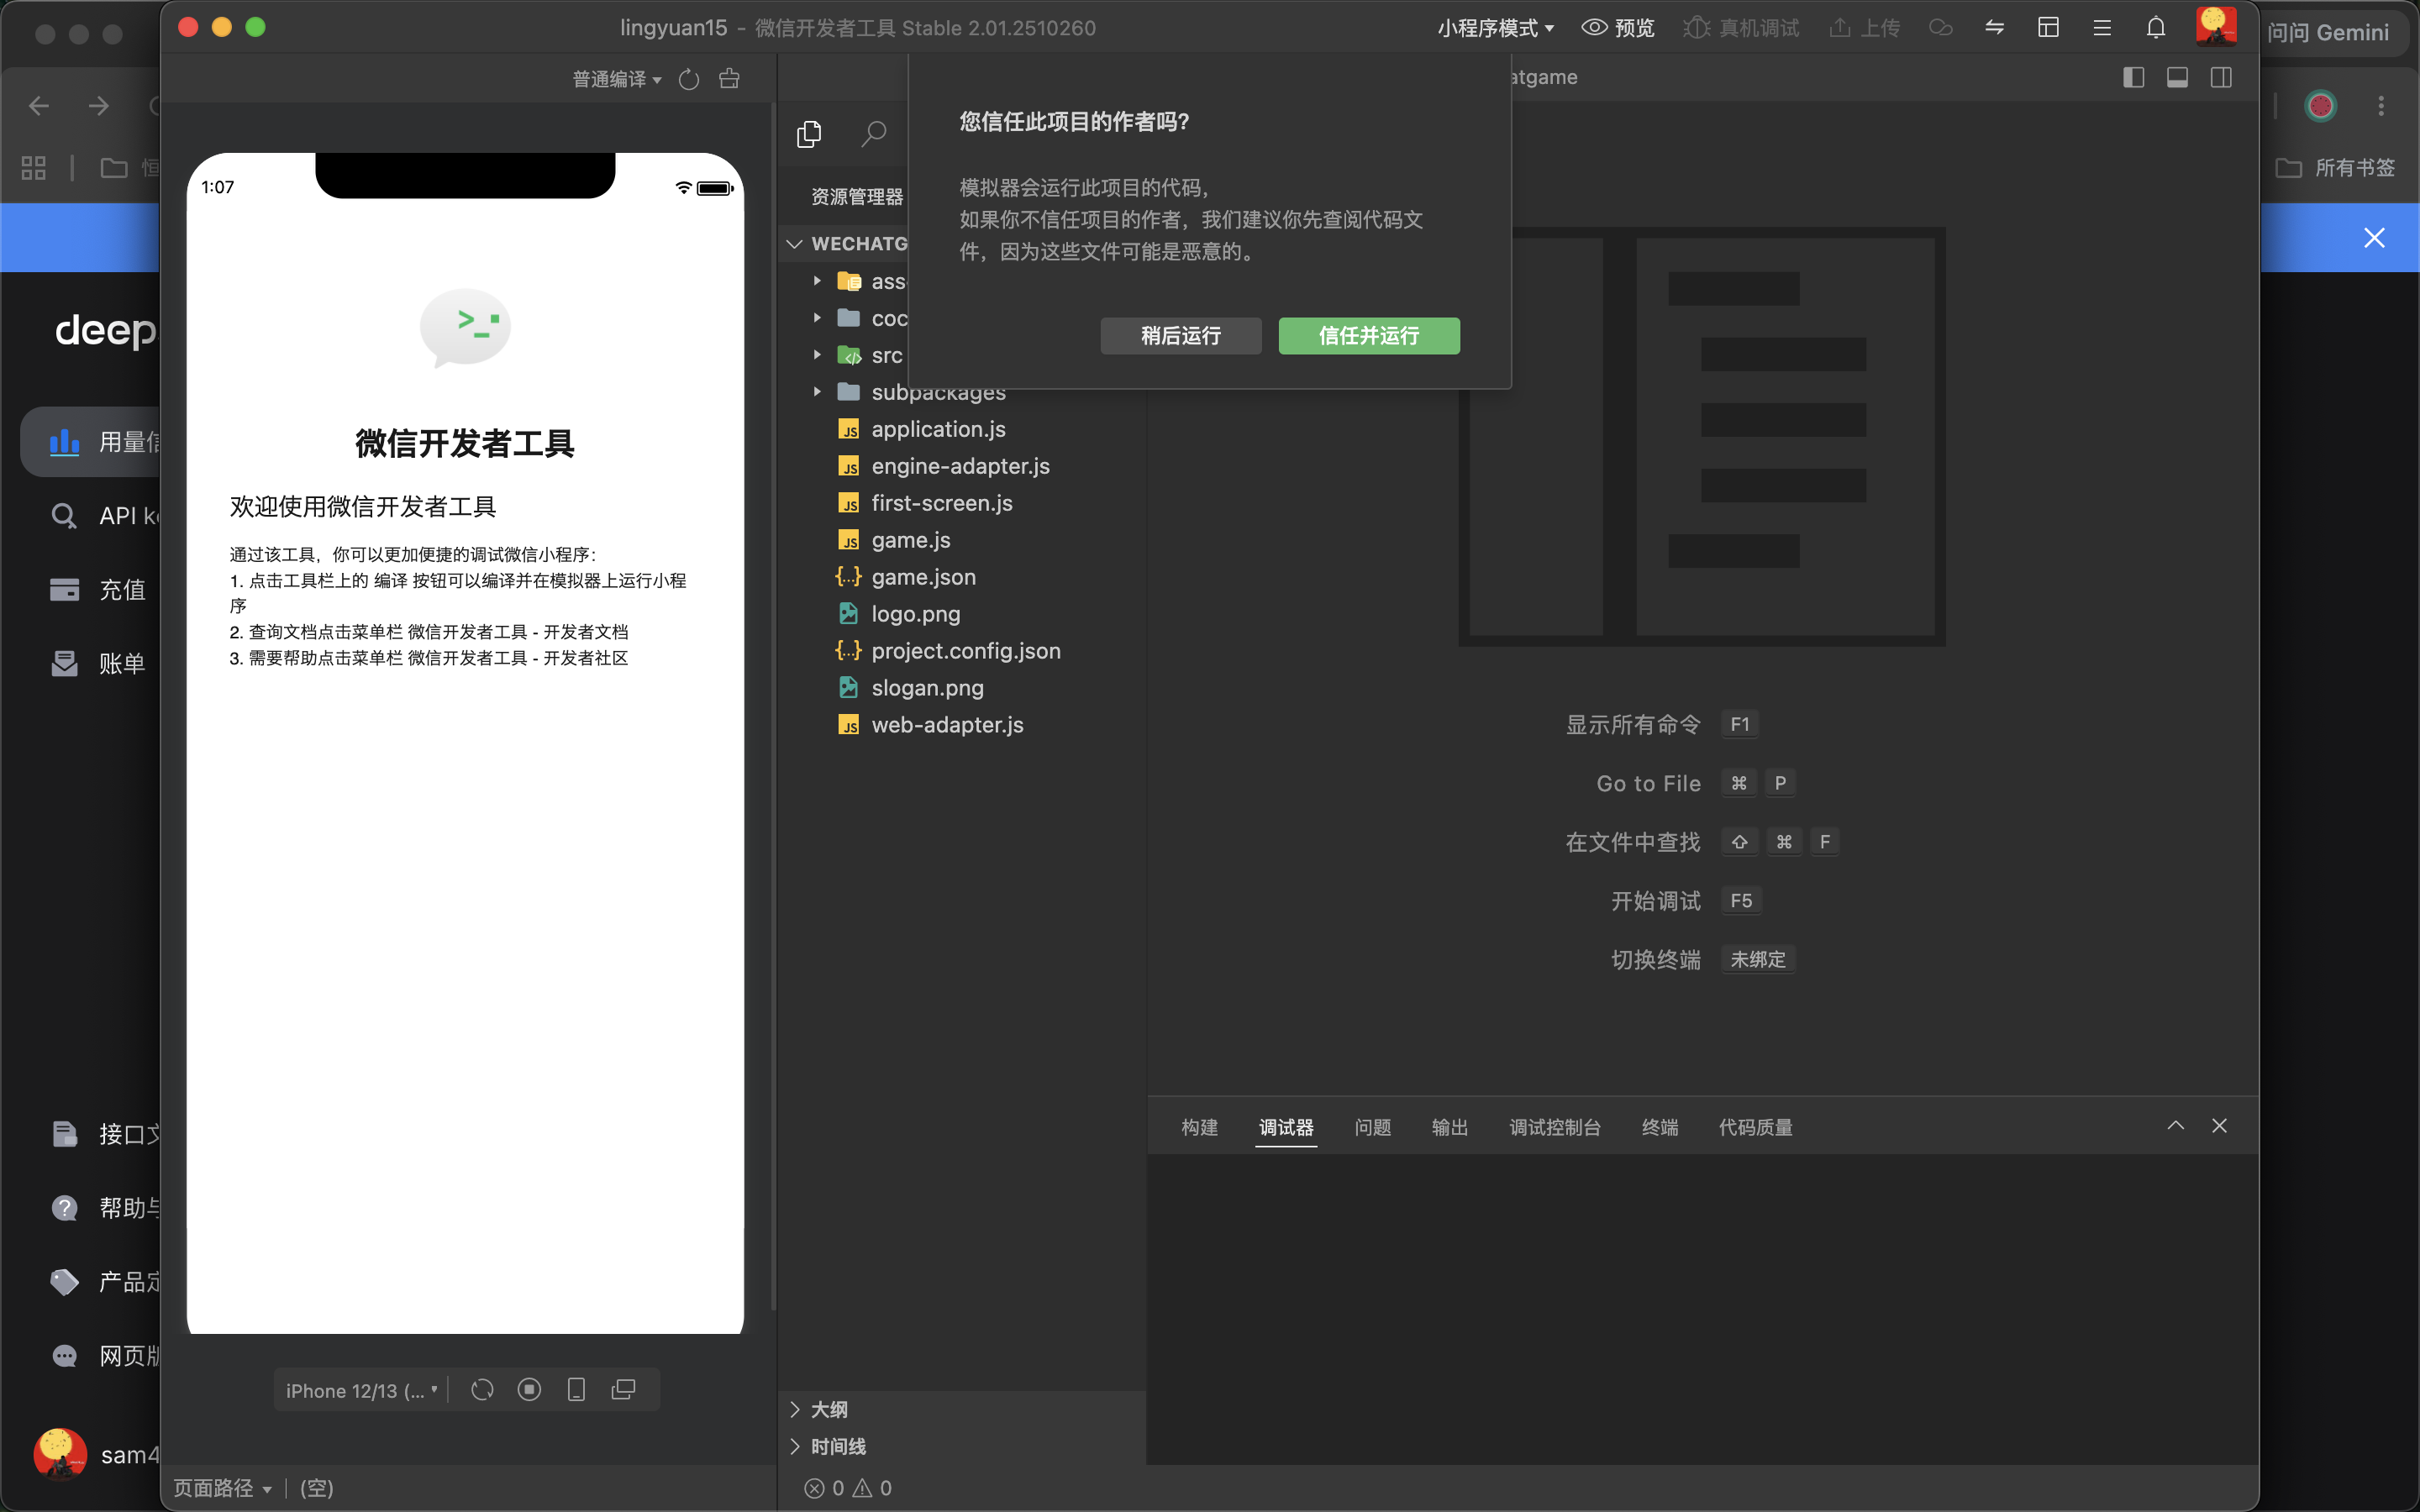 lingyuan15 - 微信开发者工具 Stable 2.01.2510260
小程序模式
预览
真机调试
上传
问问 Gemini
普通编译
atgame
所有书签
恒
deep
用量信
API ke
充值
账单
接口文
帮助与
产品定
网页版
sam4
1:07
>_
微信开发者工具
欢迎使用微信开发者工具
通过该工具，你可以更加便捷的调试微信小程序：
1. 点击工具栏上的 编译 按钮可以编译并在模拟器上运行小程
序
2. 查询文档点击菜单栏 微信开发者工具 - 开发者文档
3. 需要帮助点击菜单栏 微信开发者工具 - 开发者社区
iPhone 12/13 (...
页面路径
(空)
资源管理器
WECHATG
ass
coc
src
subpackages
JS application.js
JS engine-adapter.js
JS first-screen.js
JS game.js
{..} game.json
logo.png
{..} project.config.json
slogan.png
JS web-adapter.js
大纲
时间线
0 0
您信任此项目的作者吗?
模拟器会运行此项目的代码，
如果你不信任项目的作者，我们建议你先查阅代码文
件，因为这些文件可能是恶意的。
稍后运行
信任并运行
显示所有命令 F1
Go to File ⌘ P
在文件中查找 ⇧ ⌘ F
开始调试 F5
切换终端 未绑定
构建
调试器
问题
输出
调试控制台
终端
代码质量